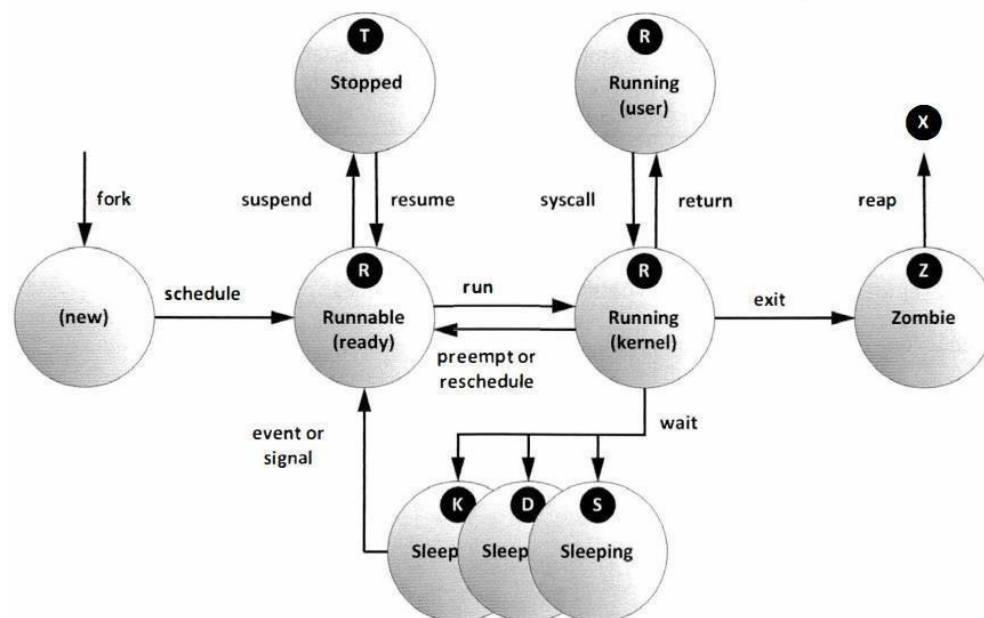 T
Stopped
R
Running
(user)
X
fork
suspend
resume
syscall
return
reap
(new)
schedule
R
Runnable
(ready)
run
preempt or
reschedule
R
Running
(kernel)
exit
Z
Zombie
event or
signal
wait
K
Sleep
D
Sleep
S
Sleeping